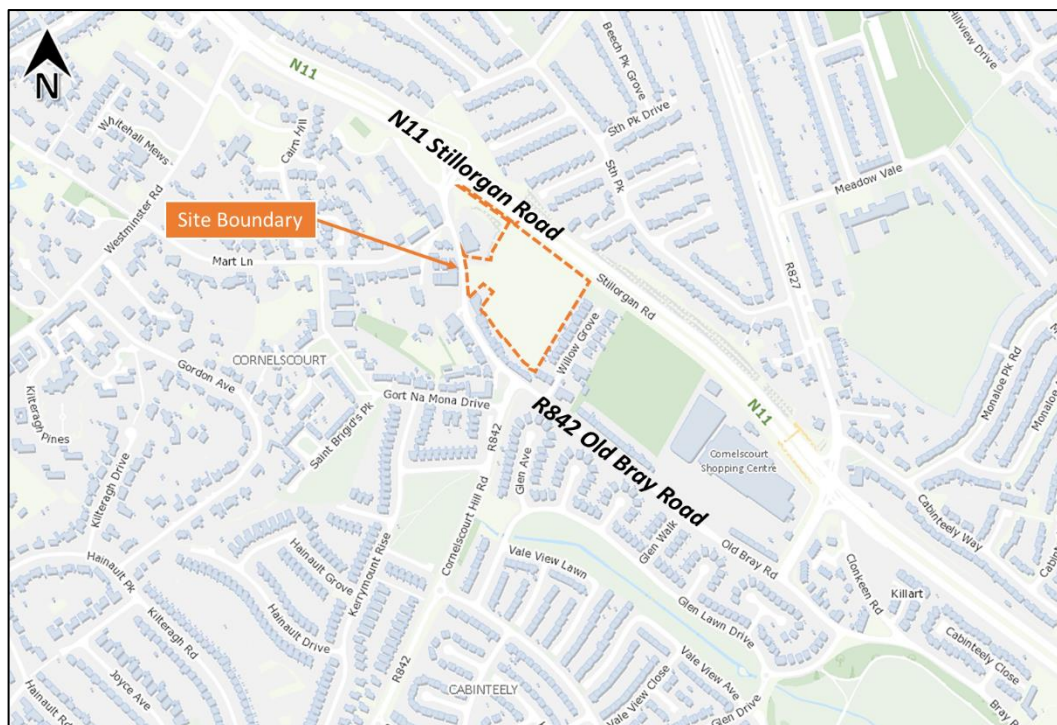 N
N11
N11 Stillorgan Road
Beech Pk Grove
Sth Pk Drive
Hillview Drive
Whitehall Mews
Cairn Hill
Sth Pk
Meadow Vale
Westminster Rd
Site Boundary
R827
Mart Ln
Stillorgan Rd
CORNELSCOURT
Willow Grove
Gordon Ave
Gort Na Mona Drive
R842
N11
Monaloe Pk Rd
Monaloe
Kilteragh Pines
Saint Brigid's Pk
R842 Old Bray Road
Cornelscourt
Shopping Centre
Kilteragh Drive
Glen Ave
Cornelscourt Hill Rd
Cabinteely Way
Cabin
Hainault Grove
Kerrymount Rise
Glen Walk
Old Bray Rd
Vale View Lawn
Clonkeen Rd
Hainault Pk
Hainault Drive
Killart
Kilteragh Rd
Glen Lawn Drive
R842
Cabinteely Close
Joyce Ave
Vale View Ave
Vale View Close
CABINTEELY
Glen Drive
Hainault Rd
Bray